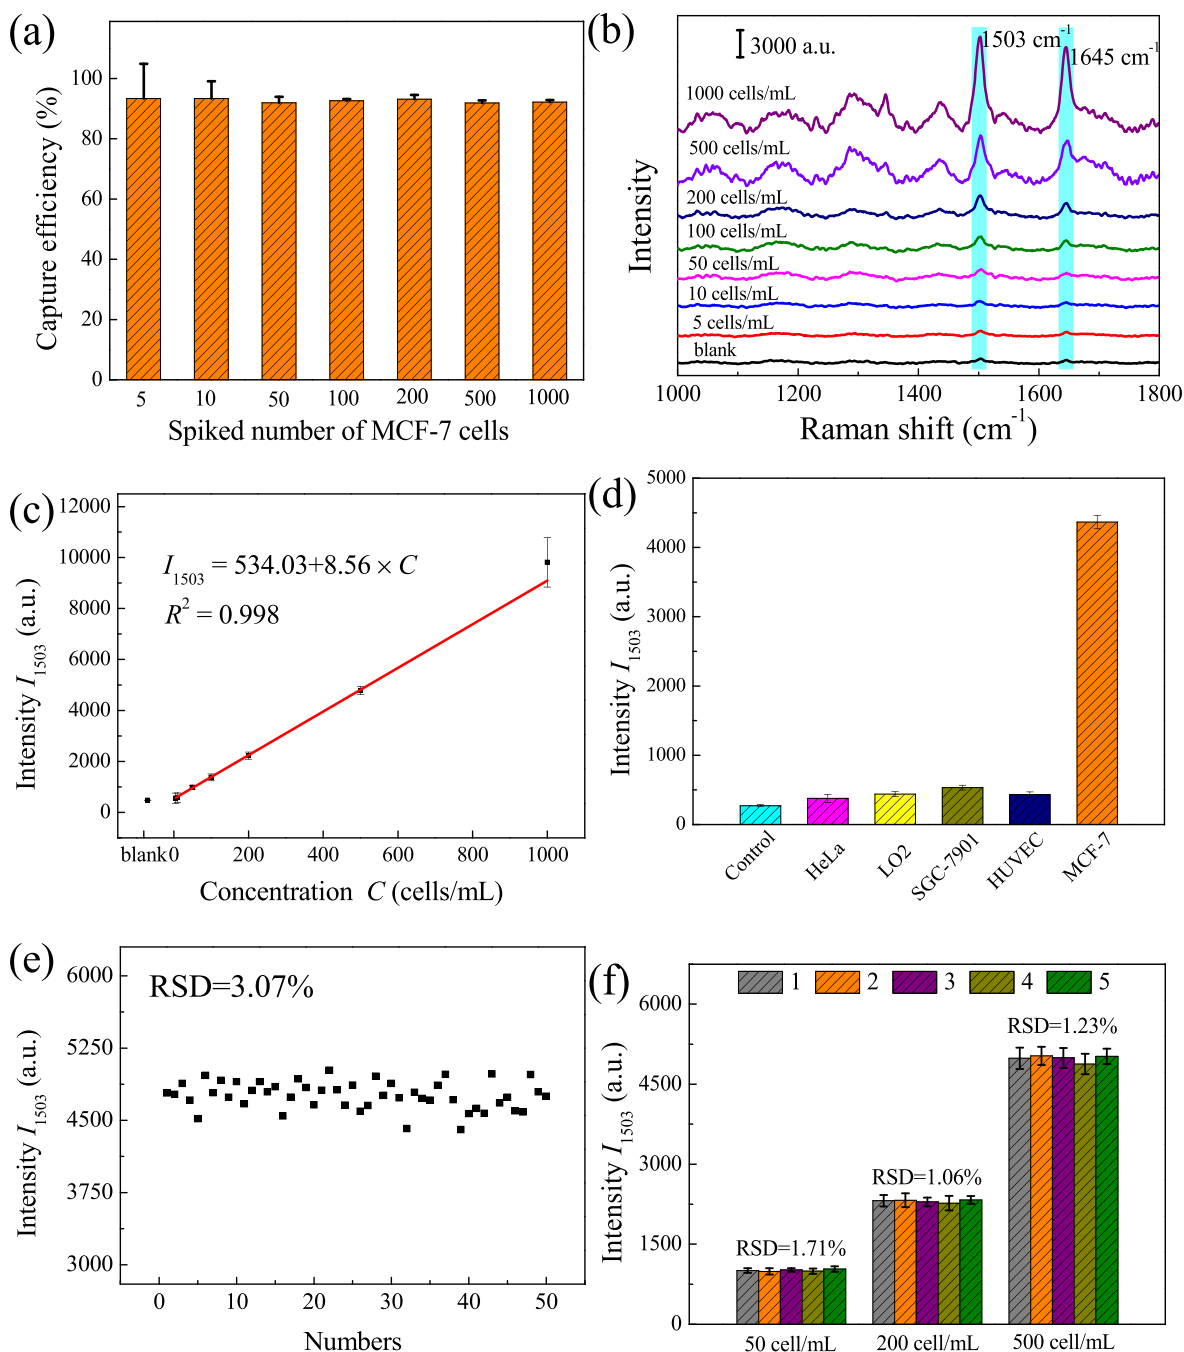 (a)
100
80
60
40
20
0
Capture efficiency (%)
5 10 50 100 200 500 1000
Spiked number of MCF-7 cells
(b)
3000 a.u.
1503 cm⁻¹
1645 cm⁻¹
1000 cells/mL
500 cells/mL
200 cells/mL
100 cells/mL
50 cells/mL
10 cells/mL
5 cells/mL
blank
Intensity
1000 1200 1400 1600 1800
Raman shift (cm⁻¹)
(c)
12000
10000
8000
6000
4000
2000
0
Intensity I₁₅₀₃ (a.u.)
I₁₅₀₃ = 534.03+8.56 × C
R² = 0.998
blank 0 200 400 600 800 1000
Concentration C (cells/mL)
(d)
5000
4000
3000
2000
1000
0
Intensity I₁₅₀₃ (a.u.)
Control HeLa LO2 SGC-7901 HUVEC MCF-7
(e)
RSD=3.07%
6000
5250
4500
3750
3000
Intensity I₁₅₀₃ (a.u.)
0 10 20 30 40 50
Numbers
(f)
1 2 3 4 5
6000
4500
3000
1500
0
Intensity I₁₅₀₃ (a.u.)
RSD=1.23%
RSD=1.06%
RSD=1.71%
50 cell/mL 200 cell/mL 500 cell/mL